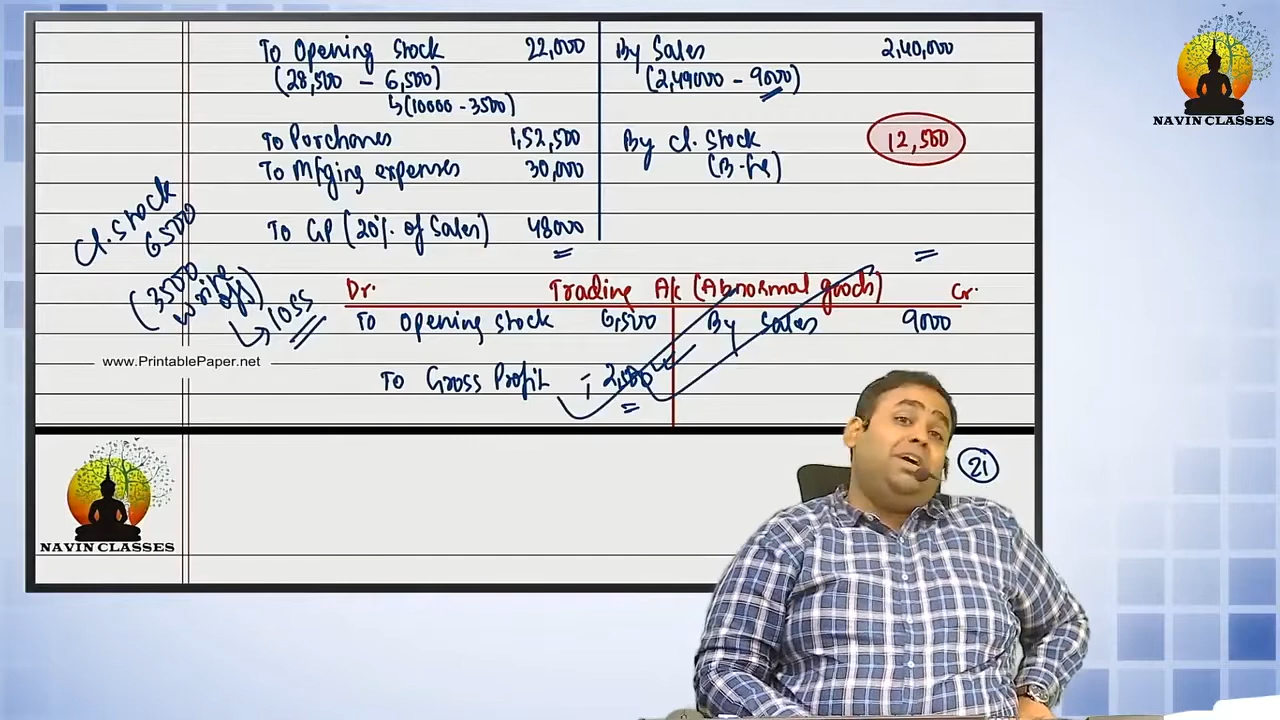 To Opening Stock 22,000 By Sales 2,40,000
(28,500 - 6,500) (2,49000 - 9000)
↳(10000 - 3500)
To Purchases 1,52,500 By Cl. Stock 12,500
To Mfging expenses 30,000 (B.fig)
To GP (20% of Sales) 48000
Cl. Stock
6500
(3500
write
off)
↳ loss
Dr. Trading A/c (Abnormal goods) Cr.
To Opening Stock 6,500 By Sales 9000
www.PrintablePaper.net
To Gross Profit - 2,500
21
NAVIN CLASSES
NAVIN CLASSES